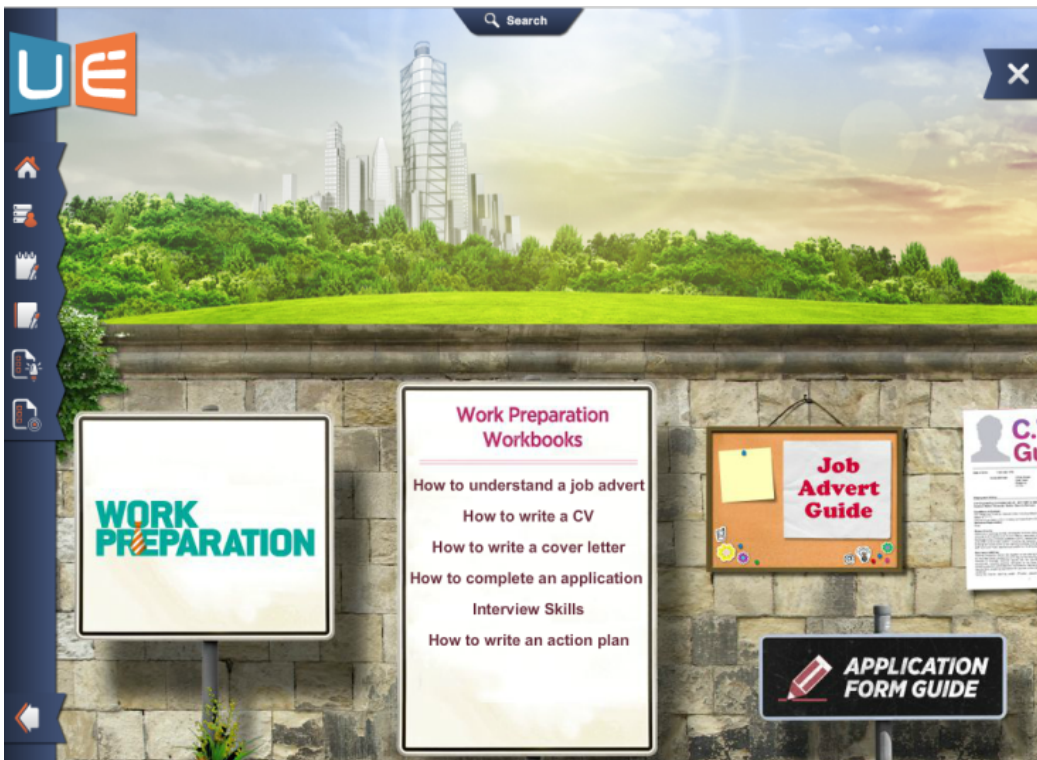 Search
UE
Work Preparation
Workbooks
How to understand a job advert
How to write a CV
How to write a cover letter
How to complete an application
Interview Skills
How to write an action plan
WORK
PREPARATION
Job
Advert
Guide
C.
Gu
APPLICATION
FORM GUIDE